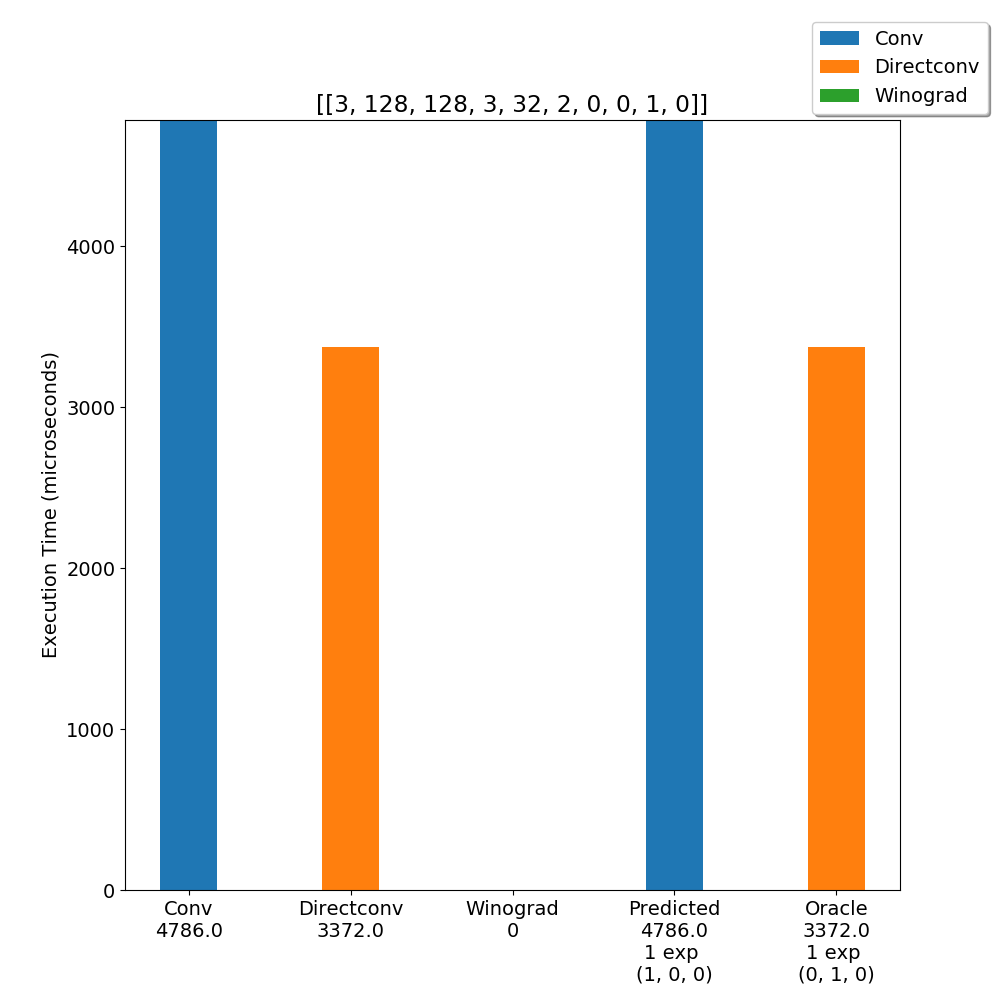 Conv
Directconv
Winograd
[[3, 128, 128, 3, 32, 2, 0, 0, 1, 0]]
Execution Time (microseconds)
4000
3000
2000
1000
0
Conv
4786.0
Directconv
3372.0
Winograd
0
Predicted
4786.0
1 exp
(1, 0, 0)
Oracle
3372.0
1 exp
(0, 1, 0)